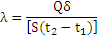 λ = Qδ / [S(t₂ − t₁)]